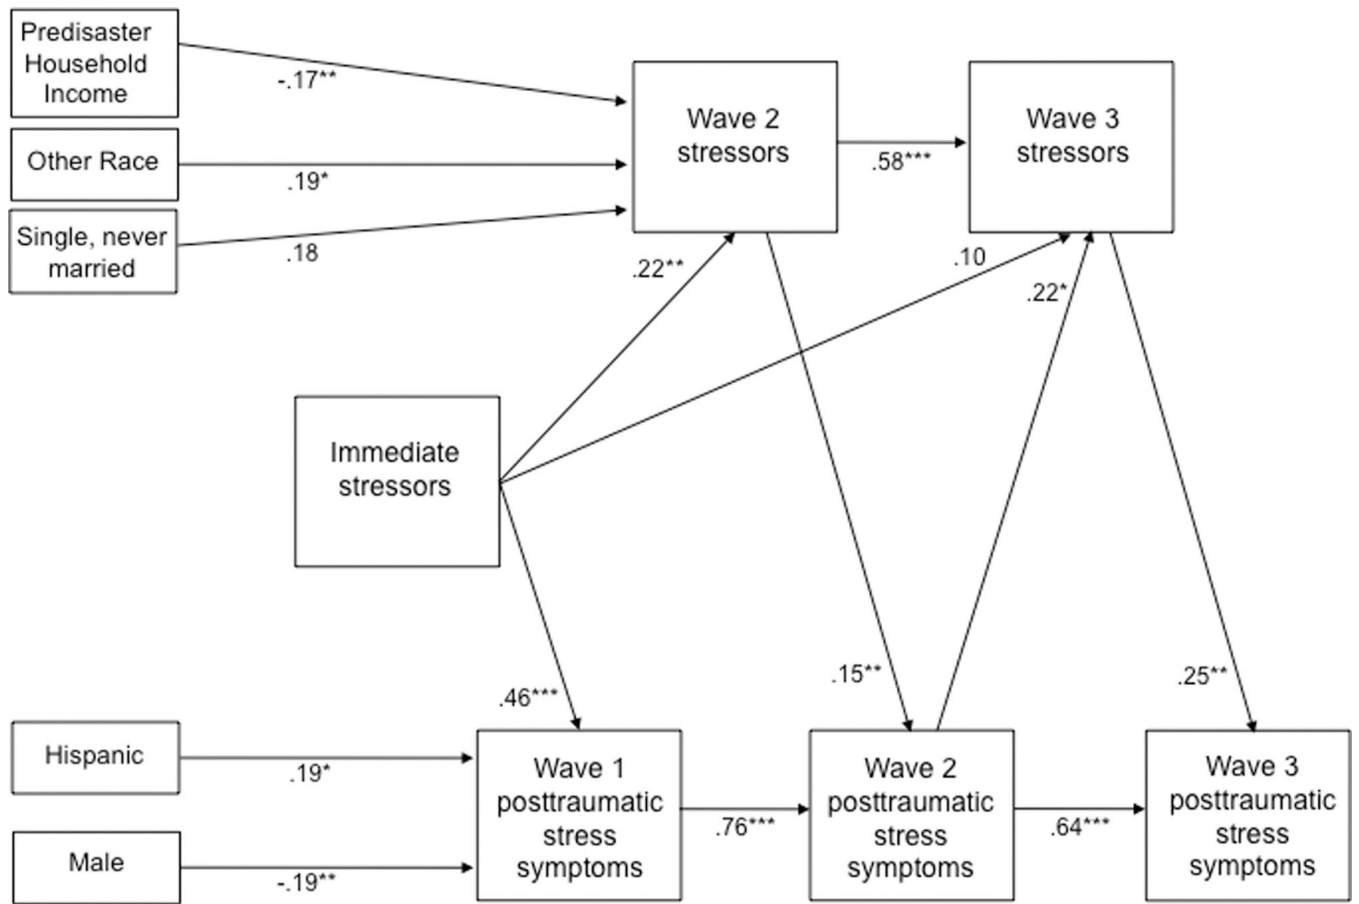 Predisaster
Household
Income
-.17**
Other Race
.19*
Single, never
married
.18
Wave 2
stressors
.58***
Wave 3
stressors
.22**
.10
.22*
Immediate
stressors
.46***
.15**
.25**
Hispanic
.19*
Male
-.19**
Wave 1
posttraumatic
stress
symptoms
.76***
Wave 2
posttraumatic
stress
symptoms
.64***
Wave 3
posttraumatic
stress
symptoms